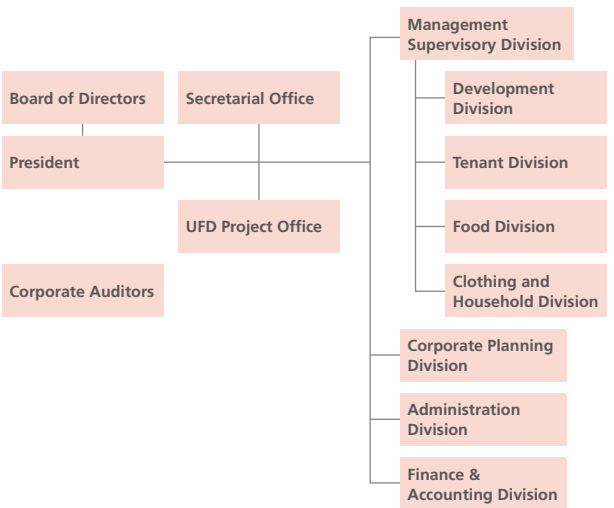 Board of Directors
President
Corporate Auditors
Secretarial Office
UFD Project Office
Management
Supervisory Division
Development
Division
Tenant Division
Food Division
Clothing and
Household Division
Corporate Planning
Division
Administration
Division
Finance &
Accounting Division